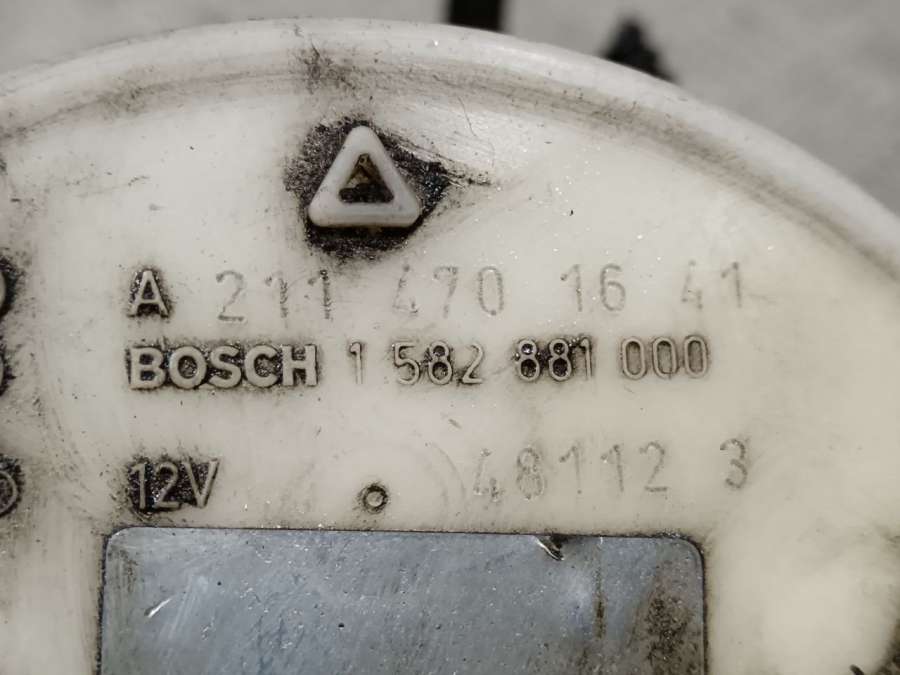 A 211 470 16 41
BOSCH 1 582 881 000
12V 48112 3